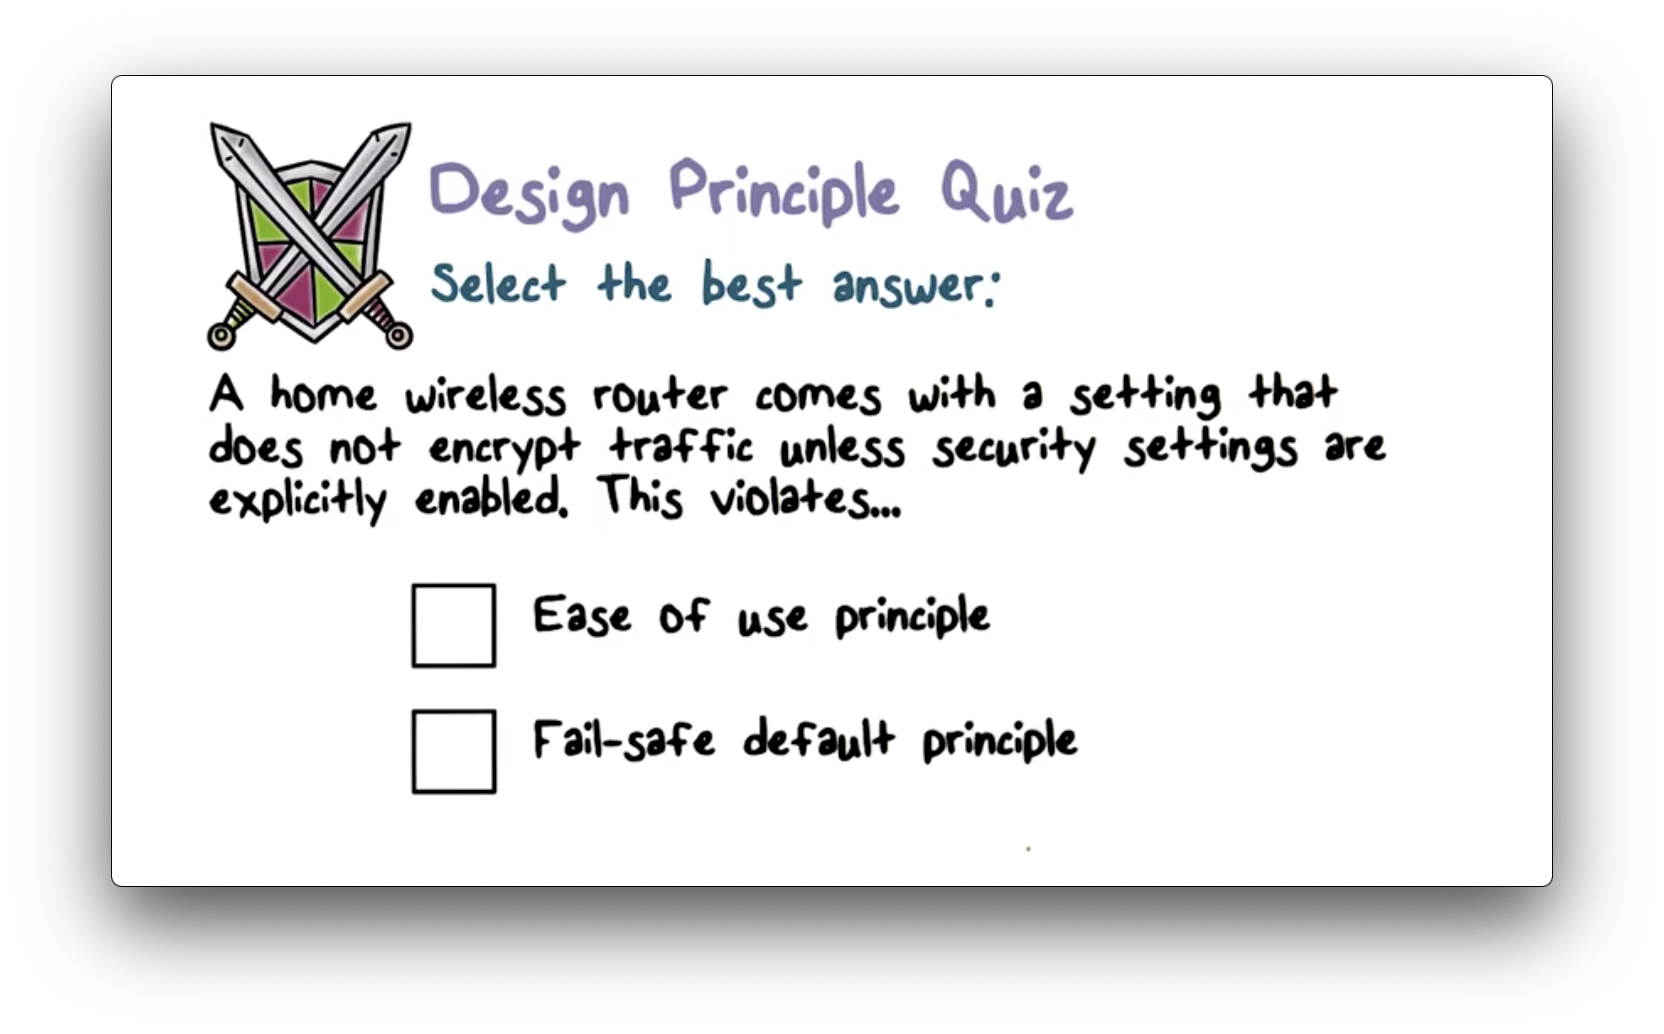 Design Principle Quiz
Select the best answer:
A home wireless router comes with a setting that
does not encrypt traffic unless security settings are
explicitly enabled. This violates...
Ease of use principle
Fail-safe default principle